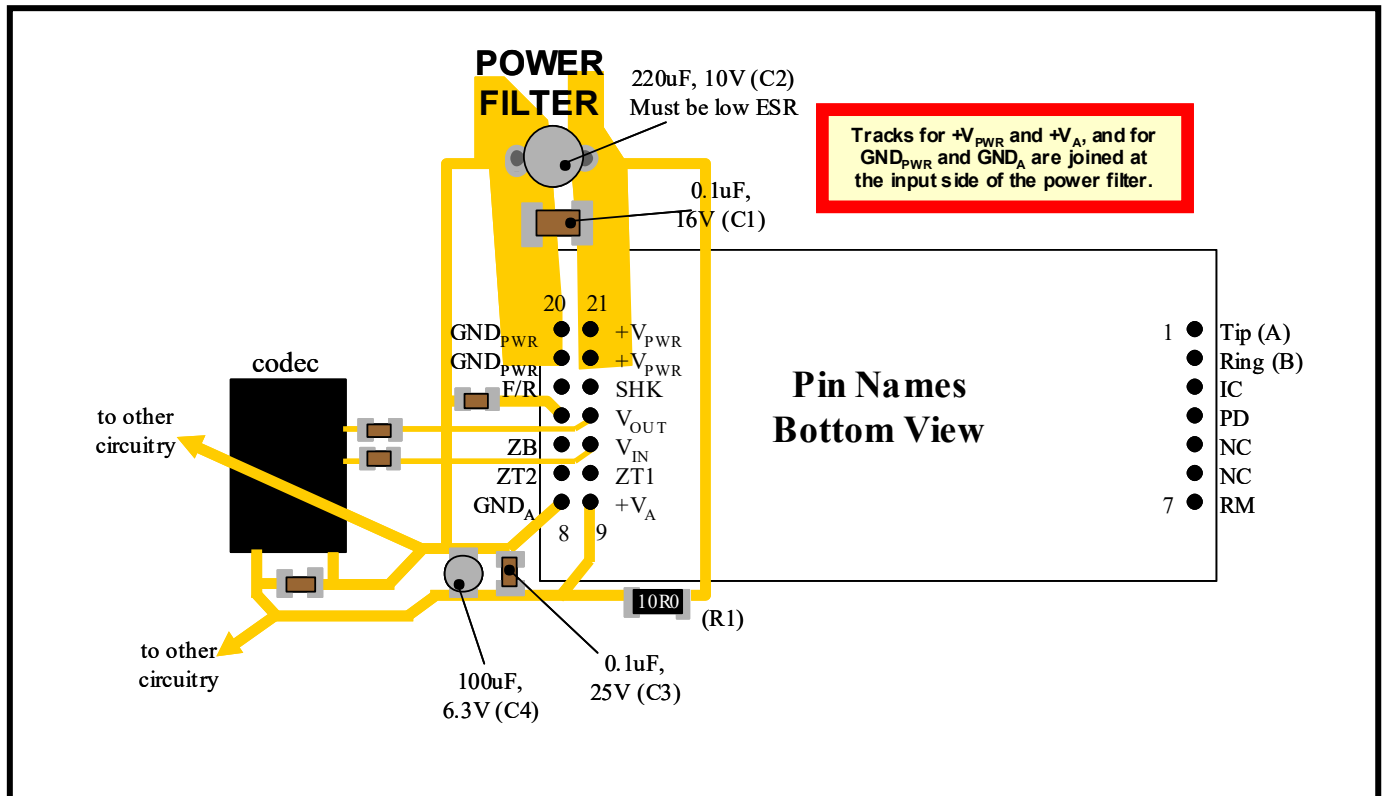 POWER
FILTER
220uF, 10V (C2)
Must be low ESR
Tracks for +VPWR and +VA, and for
GNDPWR and GNDA are joined at
the input side of the power filter.
0.1uF,
16V (C1)
20 21
GNDPWR +VPWR
GNDPWR +VPWR
F/R SHK
VOUT
ZB VIN
ZT2 ZT1
GNDA +VA
8 9
codec
to other
circuitry
Pin Names
Bottom View
1 Tip (A)
Ring (B)
IC
PD
NC
NC
7 RM
10R0
(R1)
to other
circuitry
100uF,
6.3V (C4)
0.1uF,
25V (C3)